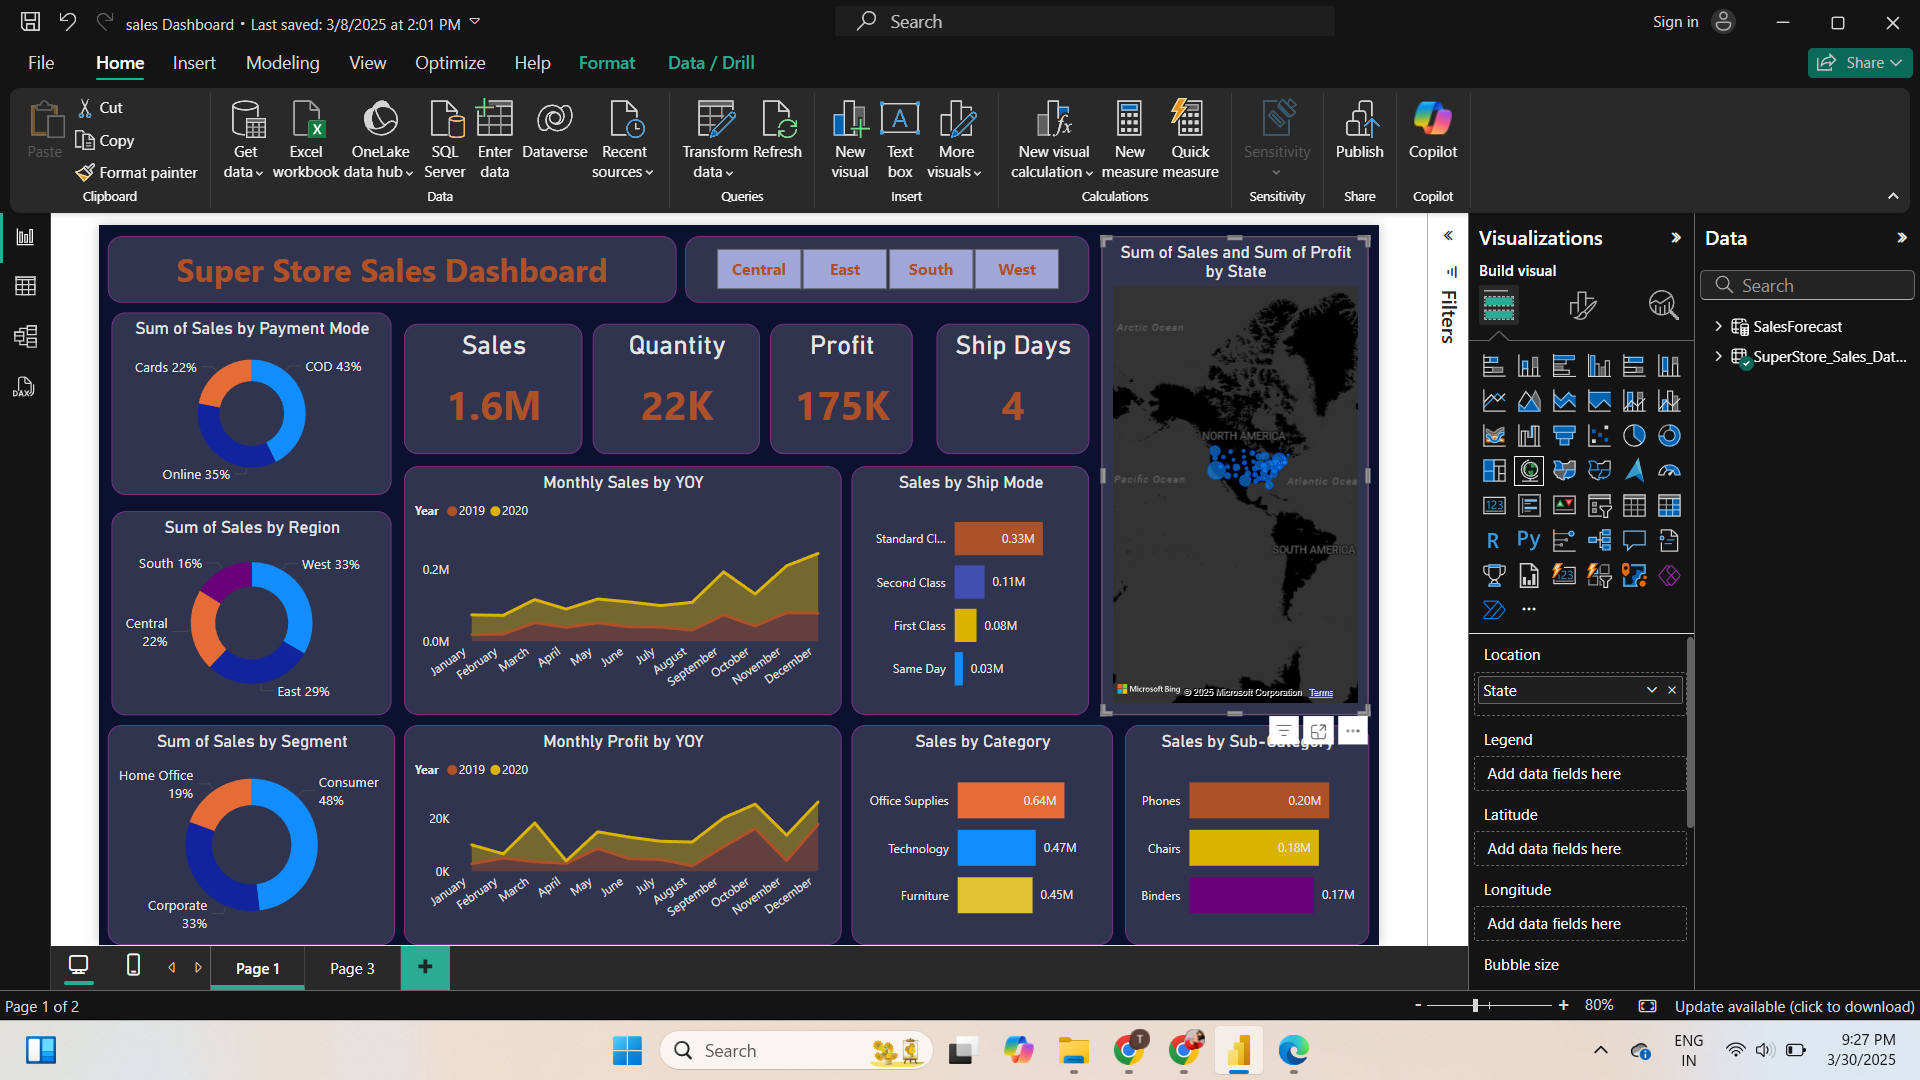 sales Dashboard • Last saved: 3/8/2025 at 2:01 PM
Search
Sign in
File
Home
Insert
Modeling
View
Optimize
Help
Format
Data / Drill
Share
Paste
Cut
Copy
Format painter
Clipboard
Get data
Excel workbook
OneLake data hub
SQL Server
Enter data
Dataverse
Recent sources
Data
Transform data
Refresh
Queries
New visual
Text box
More visuals
Insert
New visual calculation
New measure
Quick measure
Calculations
Sensitivity
Sensitivity
Publish
Share
Copilot
Copilot
DAX
Super Store Sales Dashboard
Central
East
South
West
Sum of Sales by Payment Mode
Cards 22%
COD 43%
Online 35%
Sales
1.6M
Quantity
22K
Profit
175K
Ship Days
4
Sum of Sales and Sum of Profit
by State
Arctic Ocean
NORTH AMERICA
Pacific Ocean
Atlantic Ocea
SOUTH AMERICA
Microsoft Bing
© 2025 Microsoft Corporation
Terms
Sum of Sales by Region
South 16%
West 33%
Central
22%
East 29%
Monthly Sales by YOY
Year
2019
2020
0.2M
0.0M
January
February
March
April
May
June
July
August
September
October
November
December
Sales by Ship Mode
Standard Cl...
0.33M
Second Class
0.11M
First Class
0.08M
Same Day
0.03M
Sum of Sales by Segment
Home Office
19%
Consumer
48%
Corporate
33%
Monthly Profit by YOY
Year
2019
2020
20K
0K
January
February
March
April
May
June
July
August
September
October
November
December
Sales by Category
Office Supplies
0.64M
Technology
0.47M
Furniture
0.45M
Sales by Sub-Category
Phones
0.20M
Chairs
0.18M
Binders
0.17M
Filters
Visualizations
Build visual
123
R
Py
123
Location
State
Legend
Add data fields here
Latitude
Add data fields here
Longitude
Add data fields here
Bubble size
Data
Search
SalesForecast
SuperStore_Sales_Dat...
Page 1
Page 3
Page 1 of 2
80%
Update available (click to download)
Search
T
ENG
IN
9:27 PM
3/30/2025